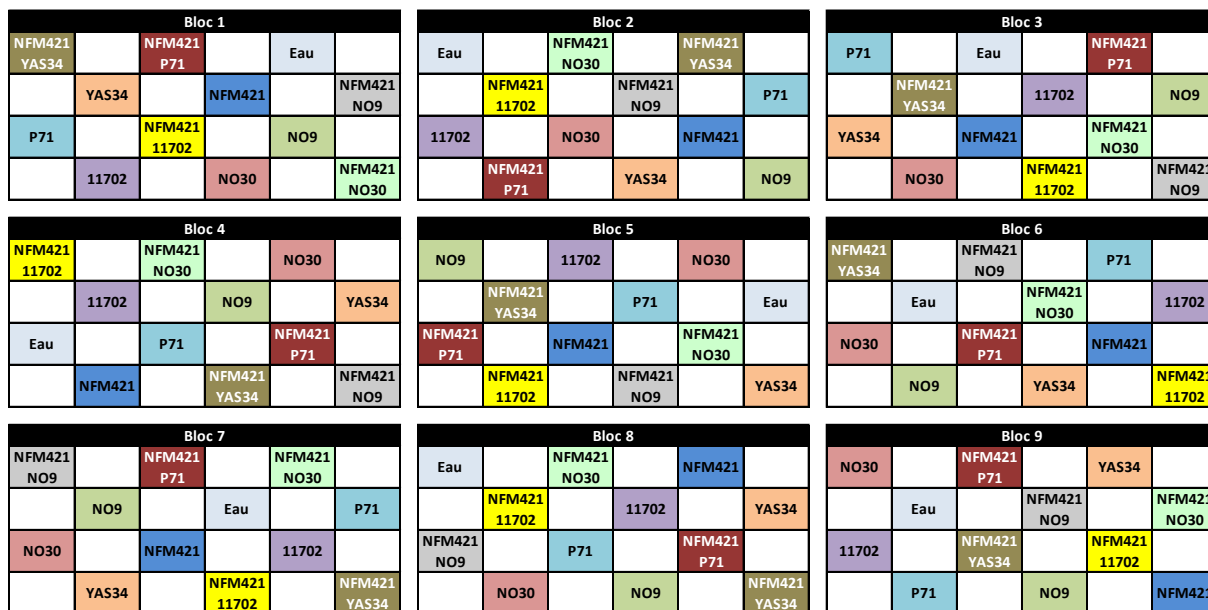 Bloc 1
NFM421 NFM421 Eau
YAS34 P71
YAS34 NFM421 NFM421
NO9
P71 NFM421 NO9
11702
11702 NO30 NFM421
NO30
Bloc 2
Eau NFM421 NFM421
NO30 YAS34
NFM421 NFM421 P71
11702 NO9
11702 NO30 NFM421
NFM421 YAS34 NO9
P71
Bloc 3
P71 Eau NFM421
P71
NFM421 11702 NO9
YAS34
YAS34 NFM421 NFM421
NO30
NO30 NFM421 NFM421
11702 NO9
Bloc 4
NFM421 NFM421 NO30
11702 NO30
11702 NO9 YAS34
Eau P71 NFM421
P71
NFM421 NFM421 NFM421
YAS34 NO9
Bloc 5
NO9 11702 NO30
NFM421 P71 Eau
YAS34
NFM421 NFM421 NFM421
P71 NO30
NFM421 NFM421 YAS34
11702 NO9
Bloc 6
NFM421 NFM421 P71
YAS34 NO9
Eau NFM421 11702
NO30
NO30 NFM421 NFM421
P71
NO9 YAS34 NFM421
11702
Bloc 7
NFM421 NFM421 NFM421
NO9 P71 NO30
NO9 Eau P71
NO30 NFM421 11702
YAS34 NFM421 NFM421
11702 YAS34
Bloc 8
Eau NFM421 NFM421
NO30
NFM421 11702 YAS34
11702
NFM421 P71 NFM421
NO9 P71
NO30 NO9 NFM421
YAS34
Bloc 9
NO30 NFM421 YAS34
P71
Eau NFM421 NFM421
NO9 NO30
11702 NFM421 NFM421
YAS34 11702
P71 NO9 NFM421